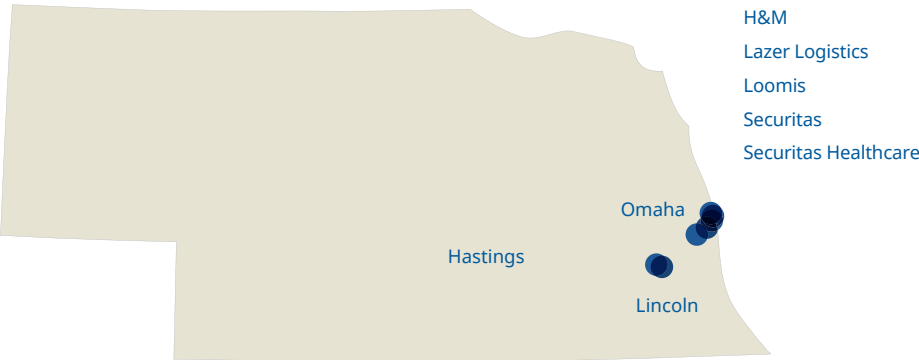 H&M
Lazer Logistics
Loomis
Securitas
Securitas Healthcare
Omaha
Hastings
Lincoln